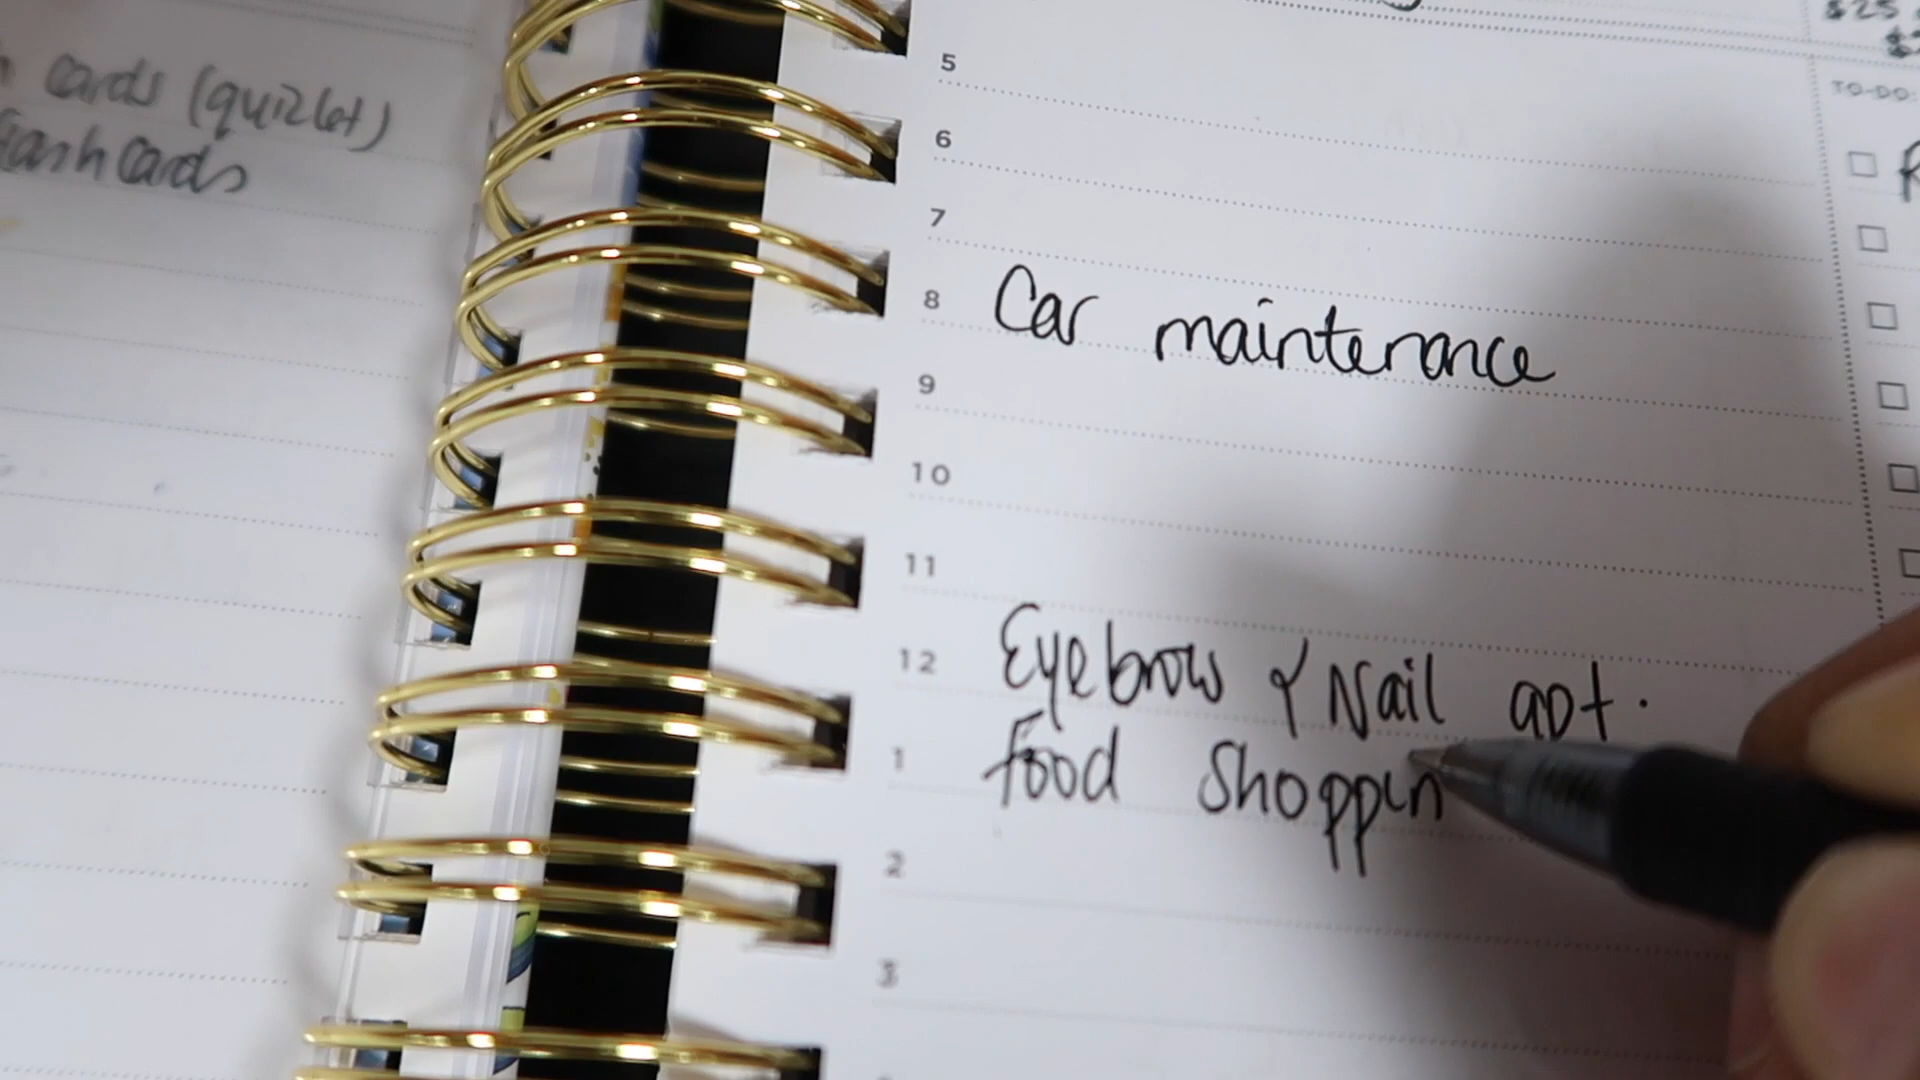 cards (quizlet)
flashcards
$25
TO-DO:
5
6
7
8 Car maintenance
9
10
11
12 Eyebrow & Nail apt.
1 food Shoppin
2
3